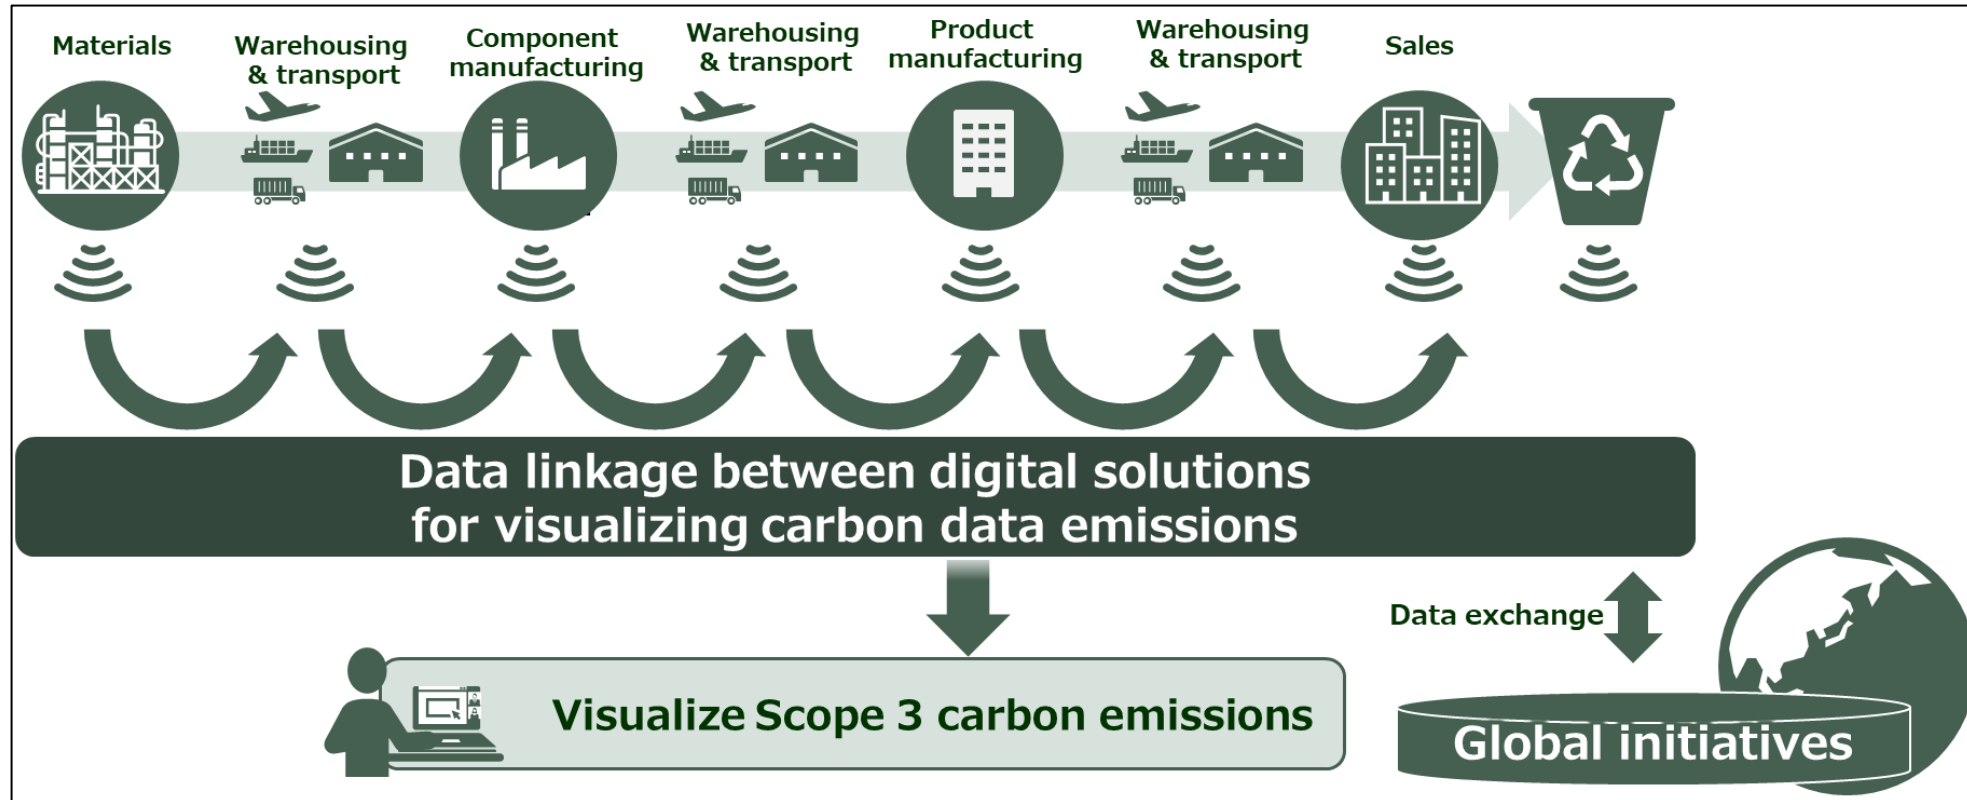 Materials
Warehousing
& transport
Component
manufacturing
Warehousing
& transport
Product
manufacturing
Warehousing
& transport
Sales
Data linkage between digital solutions
for visualizing carbon data emissions
Data exchange
Visualize Scope 3 carbon emissions
Global initiatives